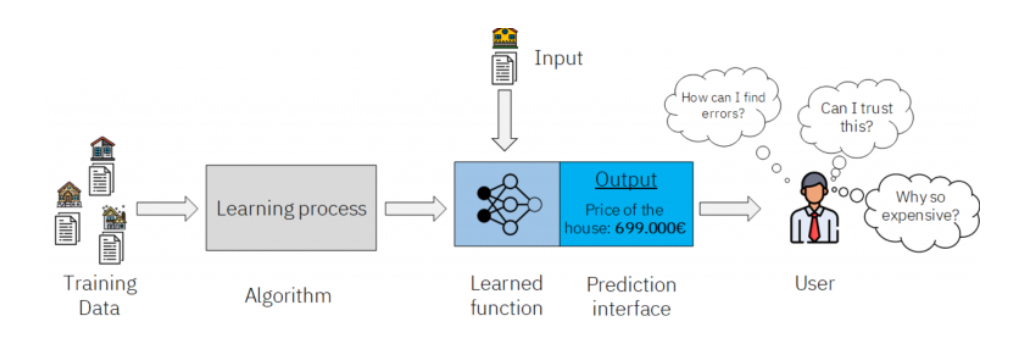 Input
How can I find
errors?
Can I trust
this?
Why so
expensive?
Learning process
Output
Price of the
house: 699.000€
Training
Data
Algorithm
Learned
function
Prediction
interface
User